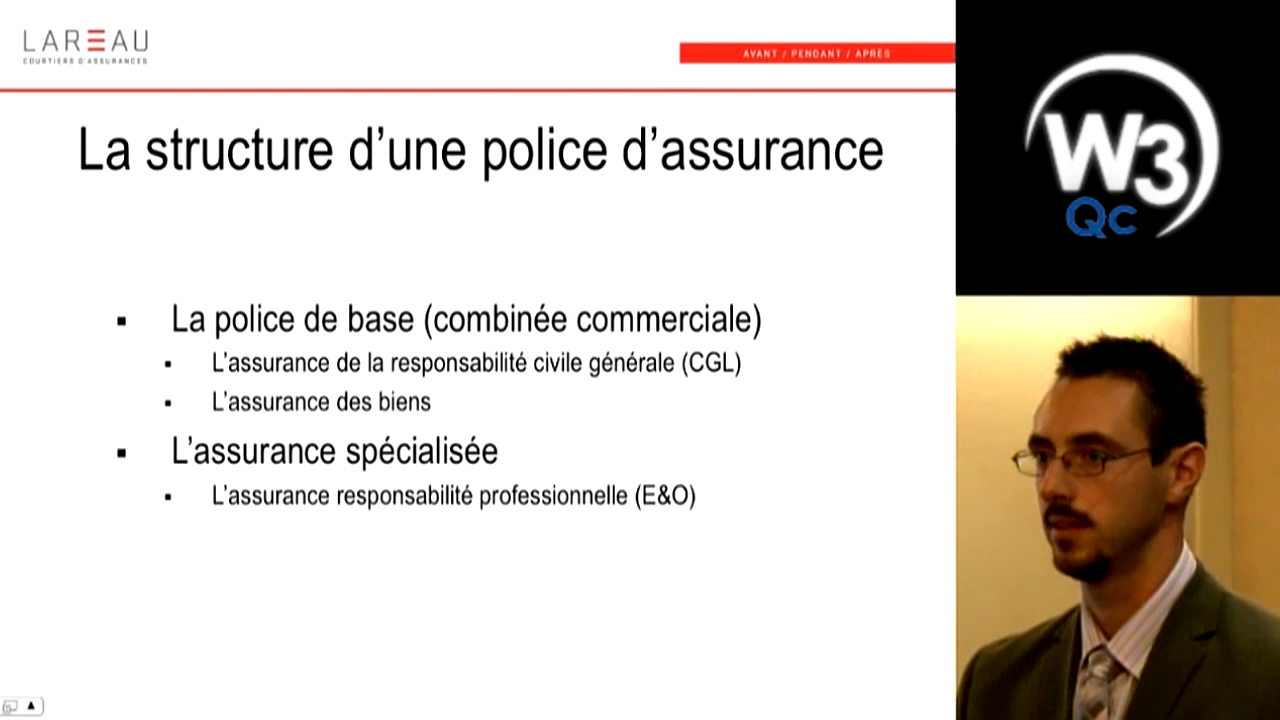 LAREAU
COURTIERS D'ASSURANCES
AVANT / PENDANT / APRÈS
La structure d’une police d’assurance
La police de base (combinée commerciale)
L’assurance de la responsabilité civile générale (CGL)
L’assurance des biens
L’assurance spécialisée
L’assurance responsabilité professionnelle (E&O)
W3
Qc